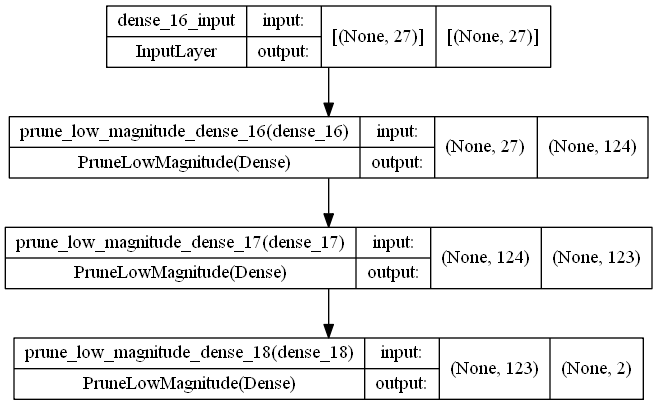 dense_16_input input: [(None, 27)] [(None, 27)]
InputLayer output:
prune_low_magnitude_dense_16(dense_16) input: (None, 27) (None, 124)
PruneLowMagnitude(Dense) output:
prune_low_magnitude_dense_17(dense_17) input: (None, 124) (None, 123)
PruneLowMagnitude(Dense) output:
prune_low_magnitude_dense_18(dense_18) input: (None, 123) (None, 2)
PruneLowMagnitude(Dense) output: